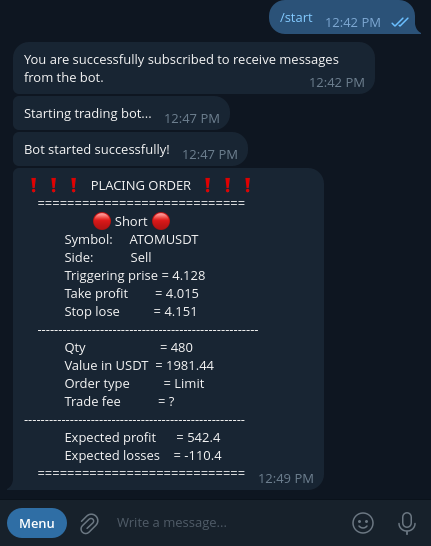 /start 12:42 PM
You are successfully subscribed to receive messages
from the bot.
12:42 PM
Starting trading bot... 12:47 PM
Bot started successfully! 12:47 PM
❗❗❗ PLACING ORDER ❗❗❗
============================
🔴 Short 🔴
Symbol: ATOMUSDT
Side: Sell
Triggering prise = 4.128
Take profit = 4.015
Stop lose = 4.151
-----------------------------------------------------
Qty = 480
Value in USDT = 1981.44
Order type = Limit
Trade fee = ?
-----------------------------------------------------
Expected profit = 542.4
Expected losses = -110.4
============================
12:49 PM
Menu
Write a message...